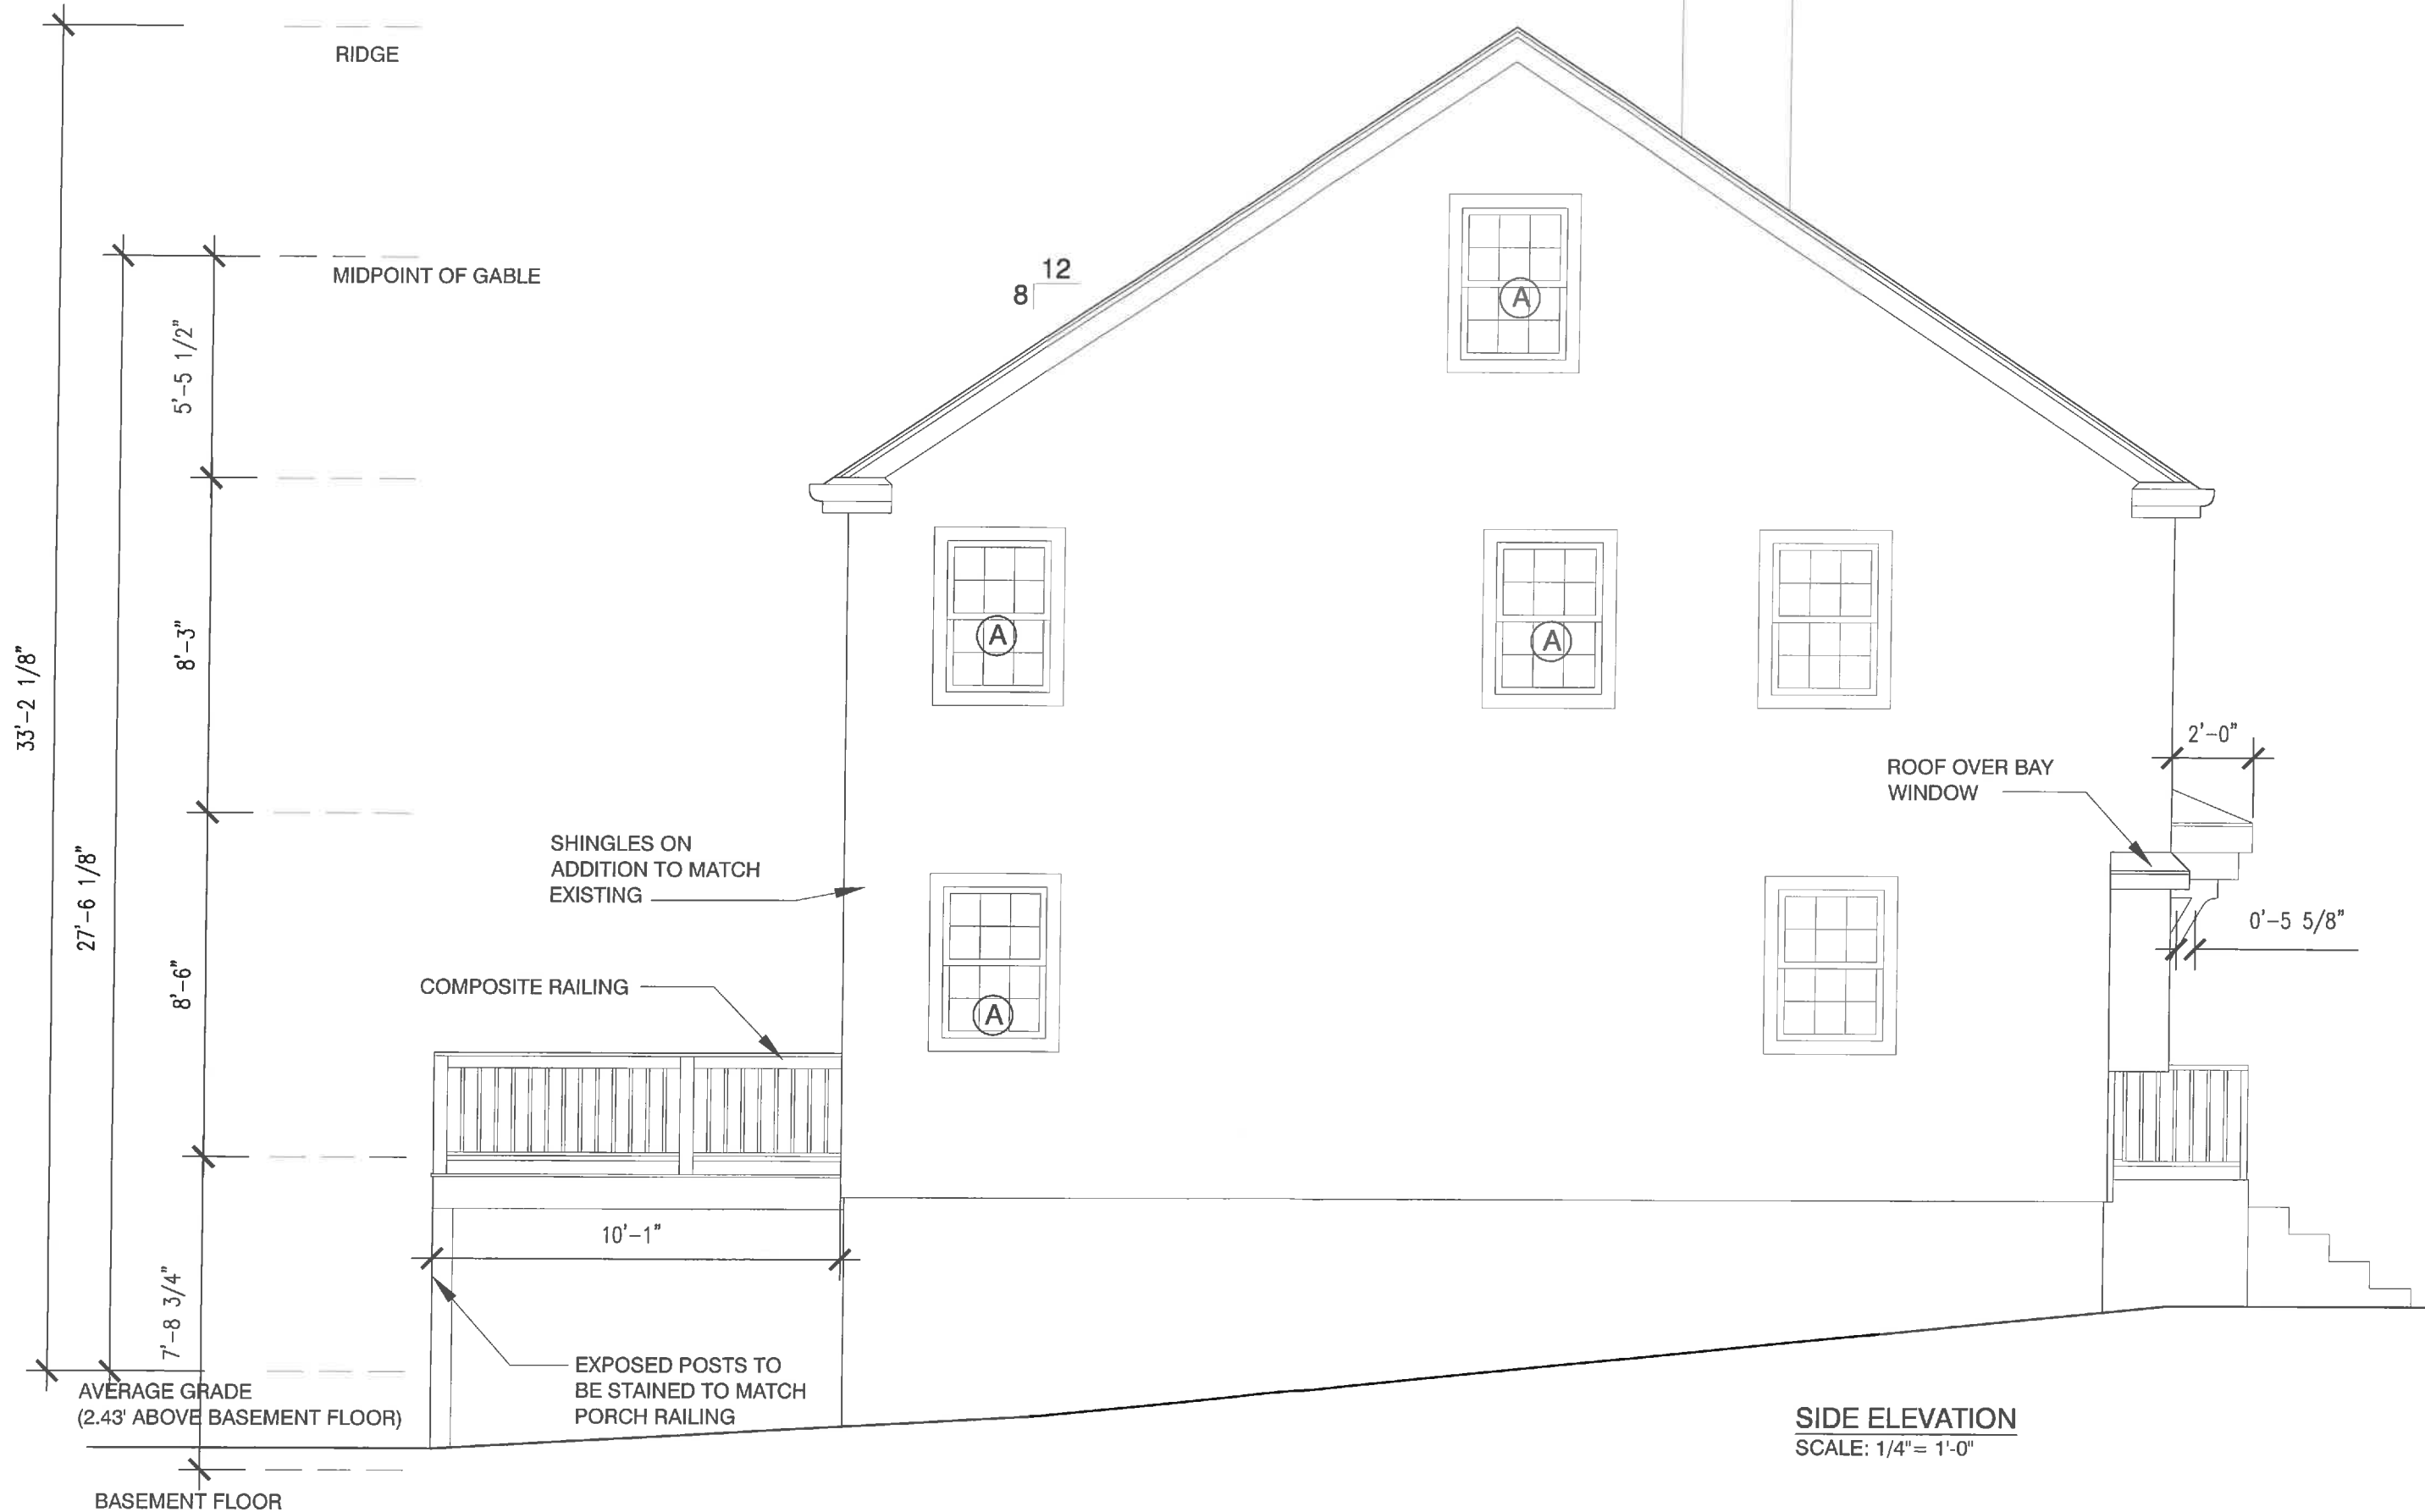 RIDGE
MIDPOINT OF GABLE
12
8
A
5'-5 1/2"
A
A
8'-3"
33'-2 1/8"
2'-0"
ROOF OVER BAY
WINDOW
SHINGLES ON
ADDITION TO MATCH
EXISTING
27'-6 1/8"
0'-5 5/8"
8'-6"
COMPOSITE RAILING
A
10'-1"
7'-8 3/4"
EXPOSED POSTS TO
BE STAINED TO MATCH
PORCH RAILING
AVERAGE GRADE
(2.43' ABOVE BASEMENT FLOOR)
SIDE ELEVATION
SCALE: 1/4"= 1'-0"
BASEMENT FLOOR